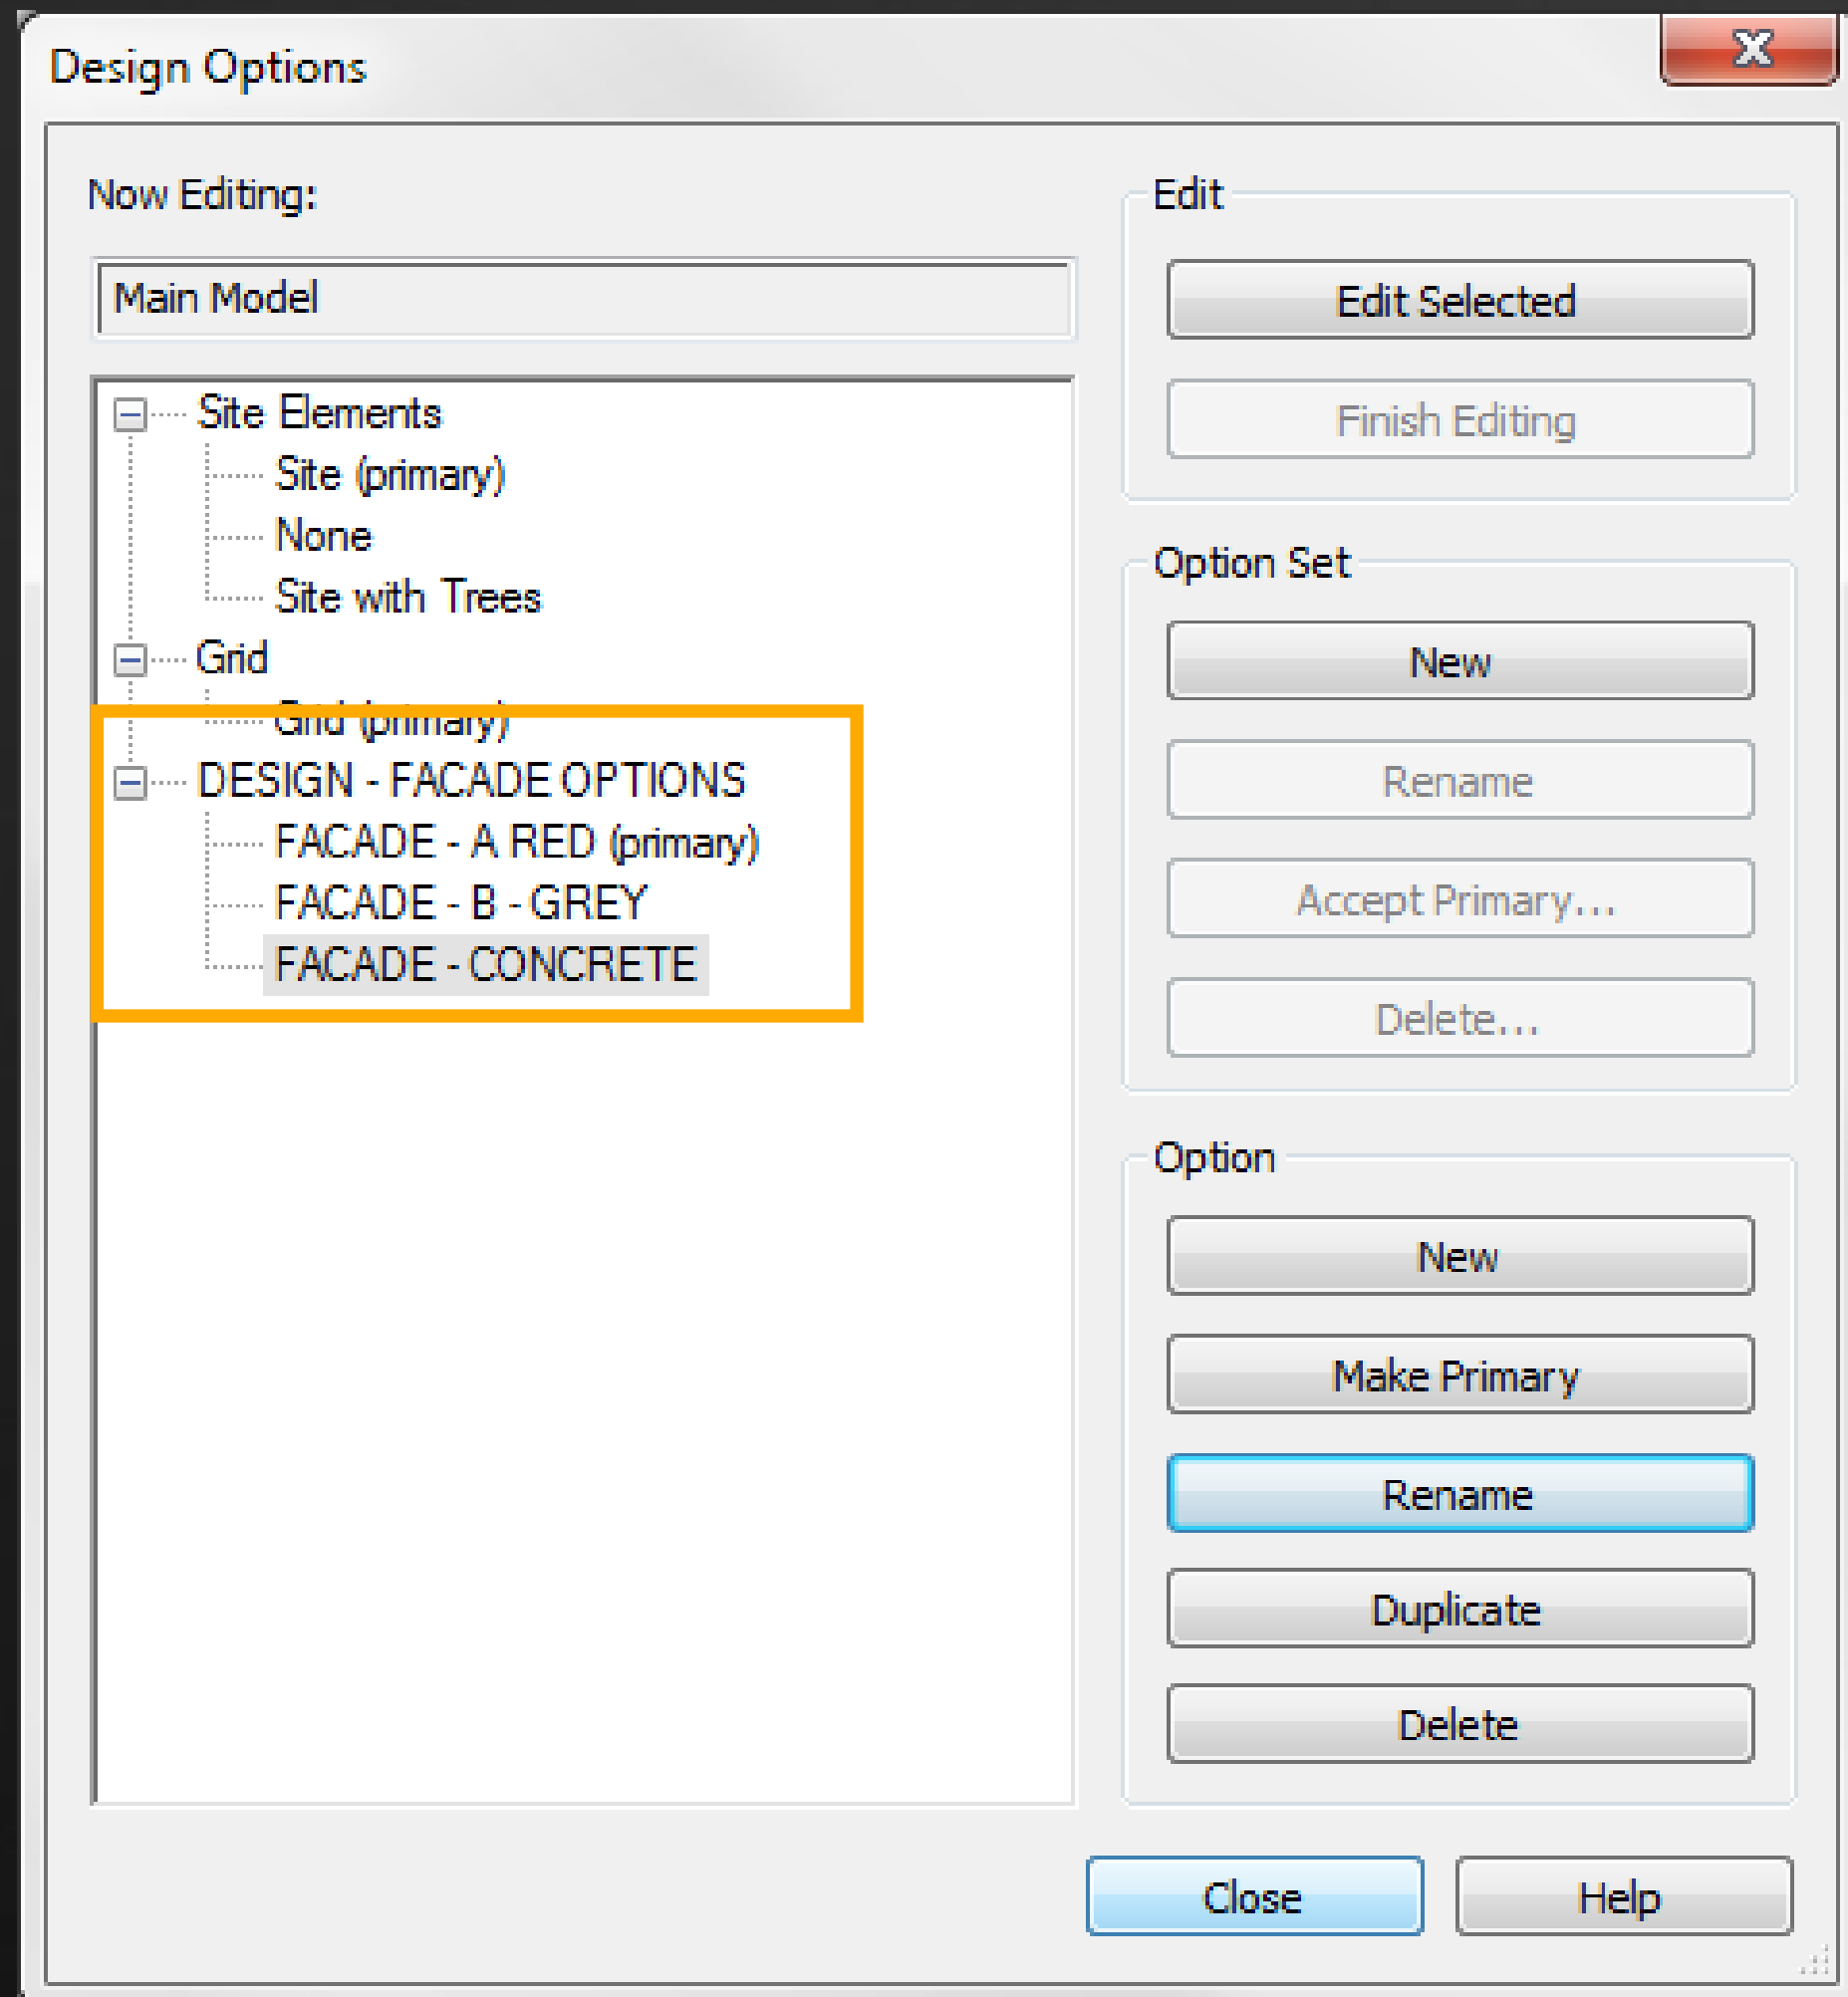 Design Options
Now Editing:
Main Model
Site Elements
Site (primary)
None
Site with Trees
Grid
Grid (primary)
DESIGN - FACADE OPTIONS
FACADE - A RED (primary)
FACADE - B - GREY
FACADE - CONCRETE
Edit
Edit Selected
Finish Editing
Option Set
New
Rename
Accept Primary...
Delete...
Option
New
Make Primary
Rename
Duplicate
Delete
Close
Help